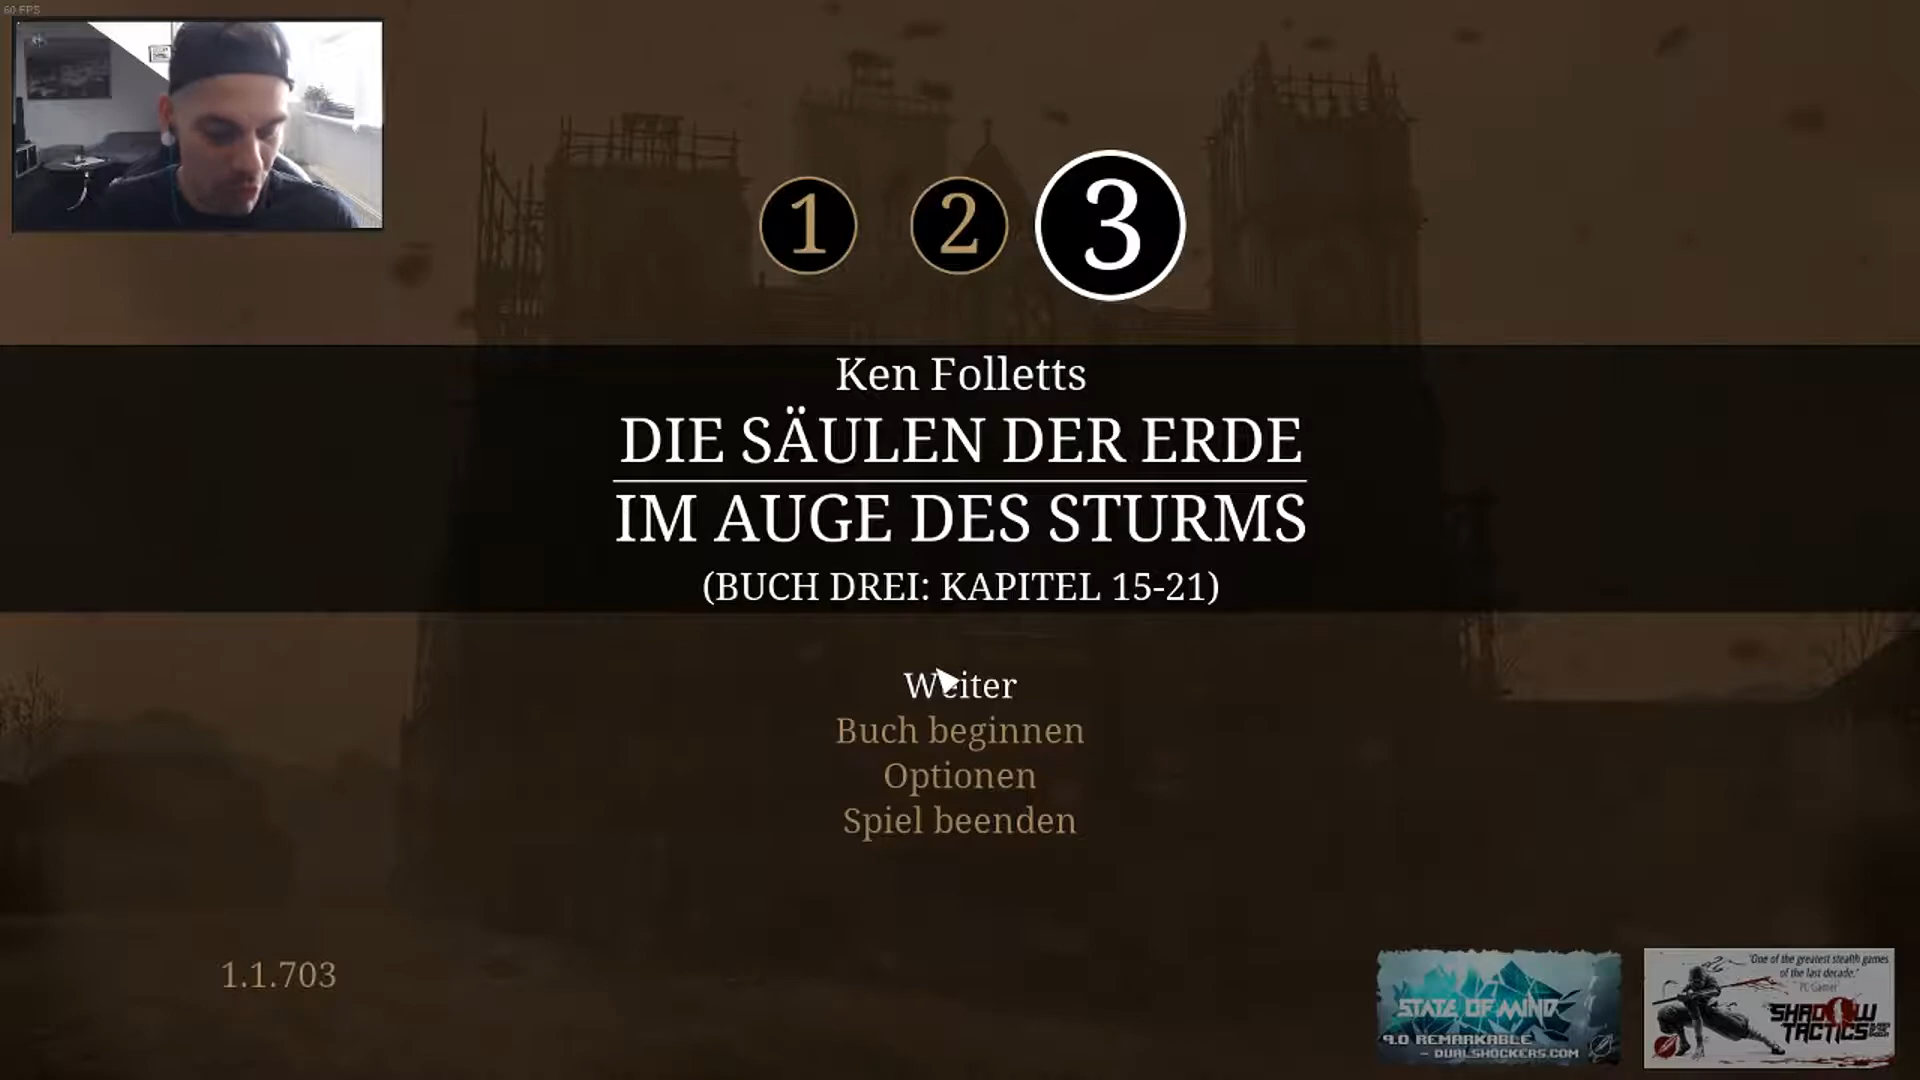 60 FPS
1
2
3
Ken Folletts
DIE SÄULEN DER ERDE
IM AUGE DES STURMS
(BUCH DREI: KAPITEL 15-21)
Weiter
Buch beginnen
Optionen
Spiel beenden
1.1.703
STATE OF MIND
9.0 REMARKABLE
– DUALSHOCKERS.COM
"One of the greatest stealth games
of the last decade."
PC Gamer
SHADOW
TACTICS